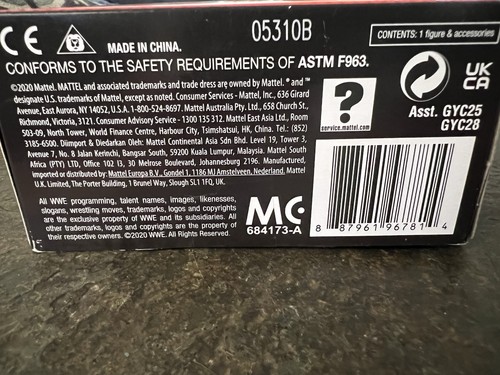 05310B
CONTENTS: 1 figure & accessories
CE
MADE IN CHINA.
CONFORMS TO THE SAFETY REQUIREMENTS OF ASTM F963.
UK
CA
©2020 Mattel. MATTEL and associated trademarks and trade dress are owned by Mattel. ® and ™
designate U.S. trademarks of Mattel, except as noted. Consumer Services - Mattel, Inc., 636 Girard
Avenue, East Aurora, NY 14052, U.S.A. 1-800-524-8697. Mattel Australia Pty. Ltd., 658 Church St.,
Richmond, Victoria, 3121. Consumer Advisory Service - 1300 135 312. Mattel East Asia Ltd., Room
503-09, North Tower, World Finance Centre, Harbour City, Tsimshatsui, HK, China. Tel.: (852)
3185-6500. Diimport & Diedarkan Oleh: Mattel Continental Asia Sdn Bhd. Level 19, Tower 3,
Avenue 7, No. 8 Jalan Kerinchi, Bangsar South, 59200 Kuala Lumpur, Malaysia. Mattel South
Africa (PTY) LTD, Office 102 I3, 30 Melrose Boulevard, Johannesburg 2196. Manufactured,
imported or distributed by: Mattel Europa B.V., Gondel 1, 1186 MJ Amstelveen, Nederland, Mattel
U.K. Limited, The Porter Building, 1 Brunel Way, Slough SL1 1FQ, UK.
?
service.mattel.com
Asst. GYC25
GYC28
All WWE programming, talent names, images, likenesses,
slogans, wrestling moves, trademarks, logos and copyrights
are the exclusive property of WWE and its subsidiaries. All
other trademarks, logos and copyrights are the property of
their respective owners. ©2020 WWE. All Rights Reserved.
MC
684173-A
8 87961 96781 4